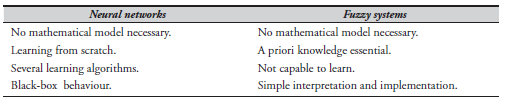 Neural networks Fuzzy systems
No mathematical model necessary. No mathematical model necessary.
Learning from scratch. A priori knowledge essential.
Several learning algorithms. Not capable to learn.
Black-box behaviour. Simple interpretation and implementation.